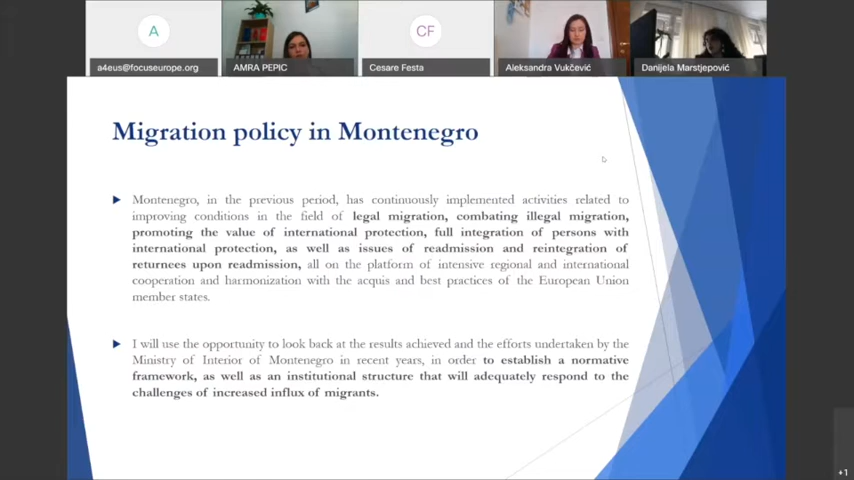 A
CF
a4eus@focuseurope.org
AMRA PEPIC
Cesare Festa
Aleksandra Vukčević
Danijela Marstjepović
Migration policy in Montenegro
Montenegro, in the previous period, has continuously implemented activities related to
improving conditions in the field of legal migration, combating illegal migration,
promoting the value of international protection, full integration of persons with
international protection, as well as issues of readmission and reintegration of
returnees upon readmission, all on the platform of intensive regional and international
cooperation and harmonization with the acquis and best practices of the European Union
member states.
I will use the opportunity to look back at the results achieved and the efforts undertaken by the
Ministry of Interior of Montenegro in recent years, in order to establish a normative
framework, as well as an institutional structure that will adequately respond to the
challenges of increased influx of migrants.
+1